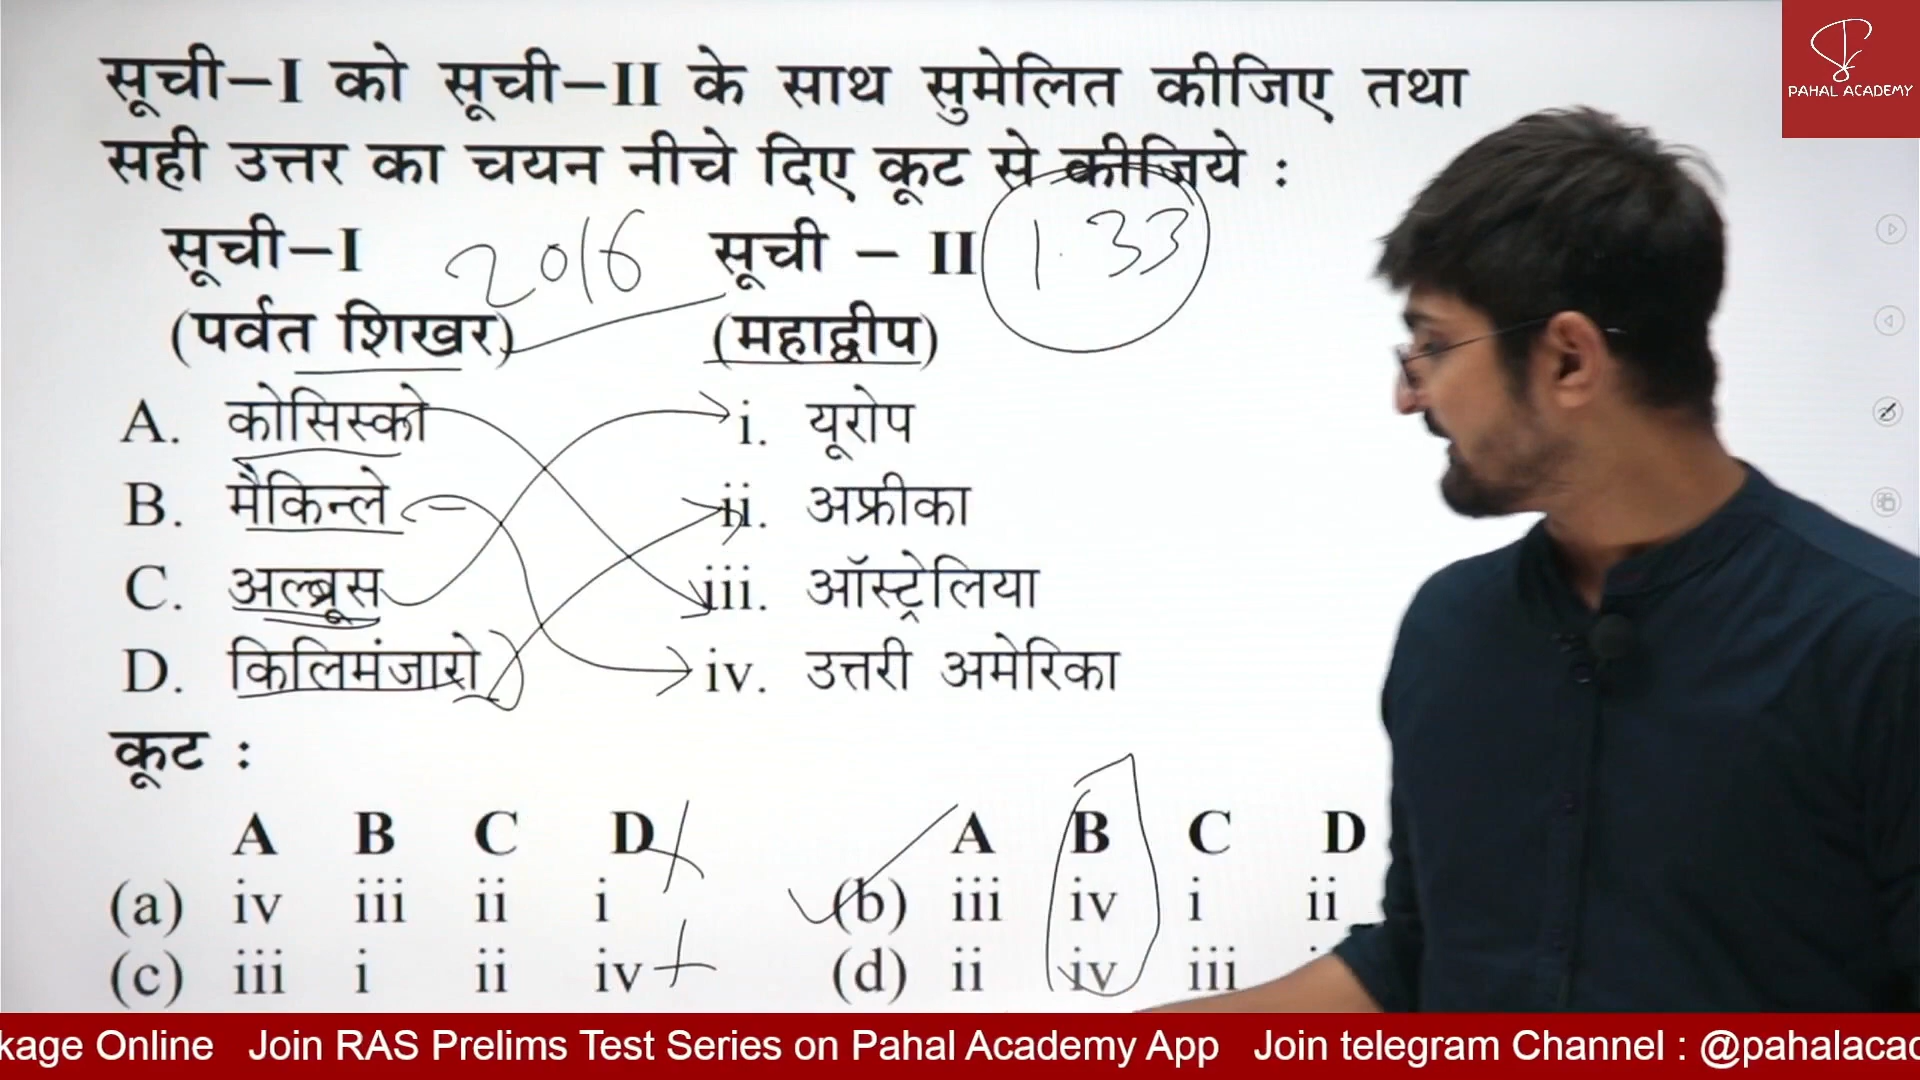 सूची–I को सूची–II के साथ सुमेलित कीजिए तथा
सही उत्तर का चयन नीचे दिए कूट से कीजिये :
सूची–I 2016 सूची – II 1.33
(पर्वत शिखर) (महाद्वीप)
A. कोसिस्को i. यूरोप
B. मैकिन्ले ii. अफ्रीका
C. अल्ब्रूस iii. ऑस्ट्रेलिया
D. किलिमंजारो iv. उत्तरी अमेरिका
कूट :
A B C D A B C D
(a) iv iii ii i (b) iii iv i ii
(c) iii i ii iv (d) ii iv iii
PAHAL ACADEMY
kage Online Join RAS Prelims Test Series on Pahal Academy App Join telegram Channel : @pahalacad